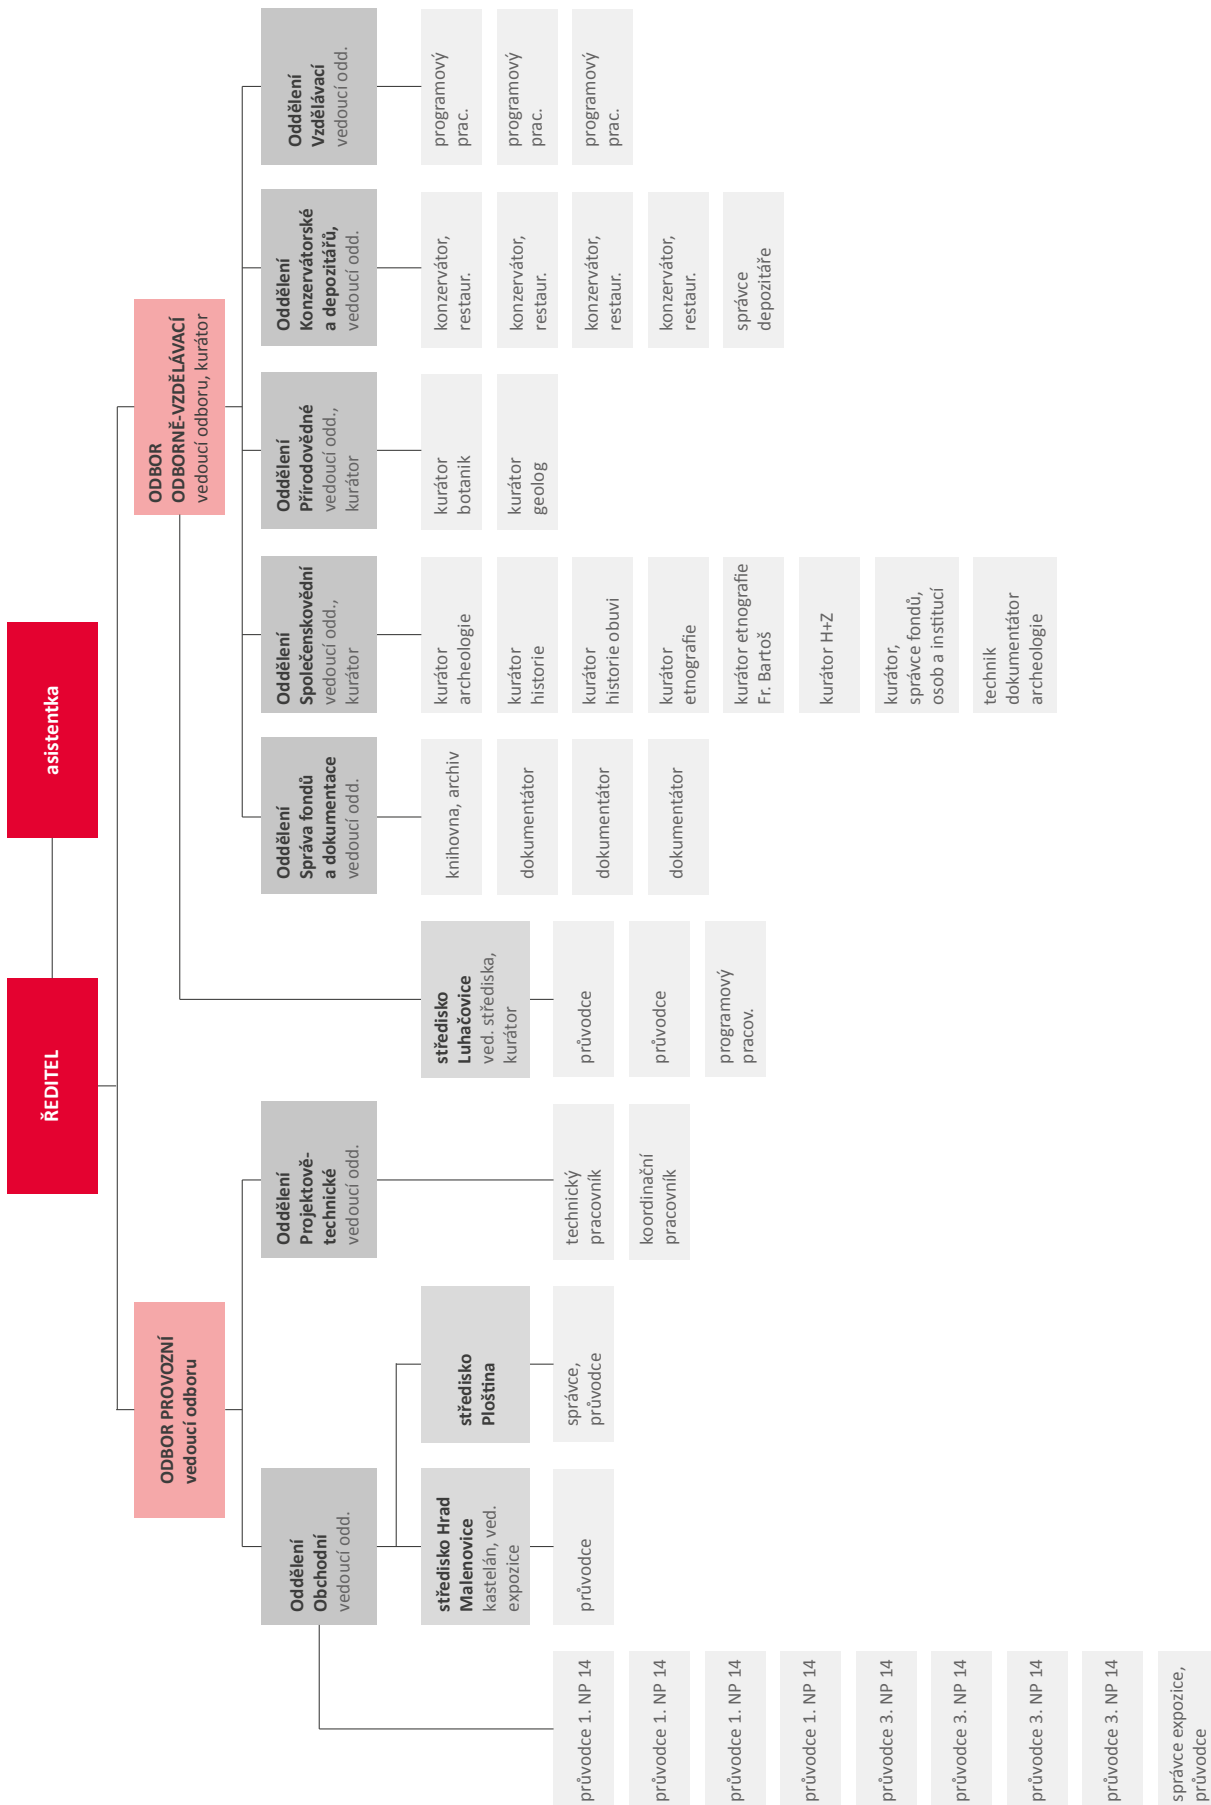 ŘEDITEL
asistentka
ODBOR PROVOZNÍ
vedoucí odboru
ODBOR
ODBORNĚ-VZDĚLÁVACÍ
vedoucí odboru, kurátor
Oddělení
Obchodní
vedoucí odd.
Oddělení
Projektově-
technické
vedoucí odd.
Oddělení
Správa fondů
a dokumentace
vedoucí odd.
Oddělení
Společenskovědní
vedoucí odd.,
kurátor
Oddělení
Přírodovědné
vedoucí odd.,
kurátor
Oddělení
Konzervátorské
a depozitářů,
vedoucí odd.
Oddělení
Vzdělávací
vedoucí odd.
středisko Hrad
Malenovice
kastelán, ved.
expozice
středisko
Ploština
středisko
Luhačovice
ved. střediska,
kurátor
průvodce 1. NP 14
průvodce 1. NP 14
průvodce 1. NP 14
průvodce 1. NP 14
průvodce 3. NP 14
průvodce 3. NP 14
průvodce 3. NP 14
průvodce 3. NP 14
správce expozice,
průvodce
průvodce
správce,
průvodce
technický
pracovník
koordinační
pracovník
průvodce
průvodce
programový
pracov.
knihovna, archiv
dokumentátor
dokumentátor
dokumentátor
kurátor
archeologie
kurátor
historie
kurátor
historie obuvi
kurátor
etnografie
kurátor etnografie
Fr. Bartoš
kurátor H+Z
kurátor,
správce fondů,
osob a institucí
technik
dokumentátor
archeologie
kurátor
botanik
kurátor
geolog
konzervátor,
restaur.
konzervátor,
restaur.
konzervátor,
restaur.
konzervátor,
restaur.
správce
depozitáře
programový
prac.
programový
prac.
programový
prac.